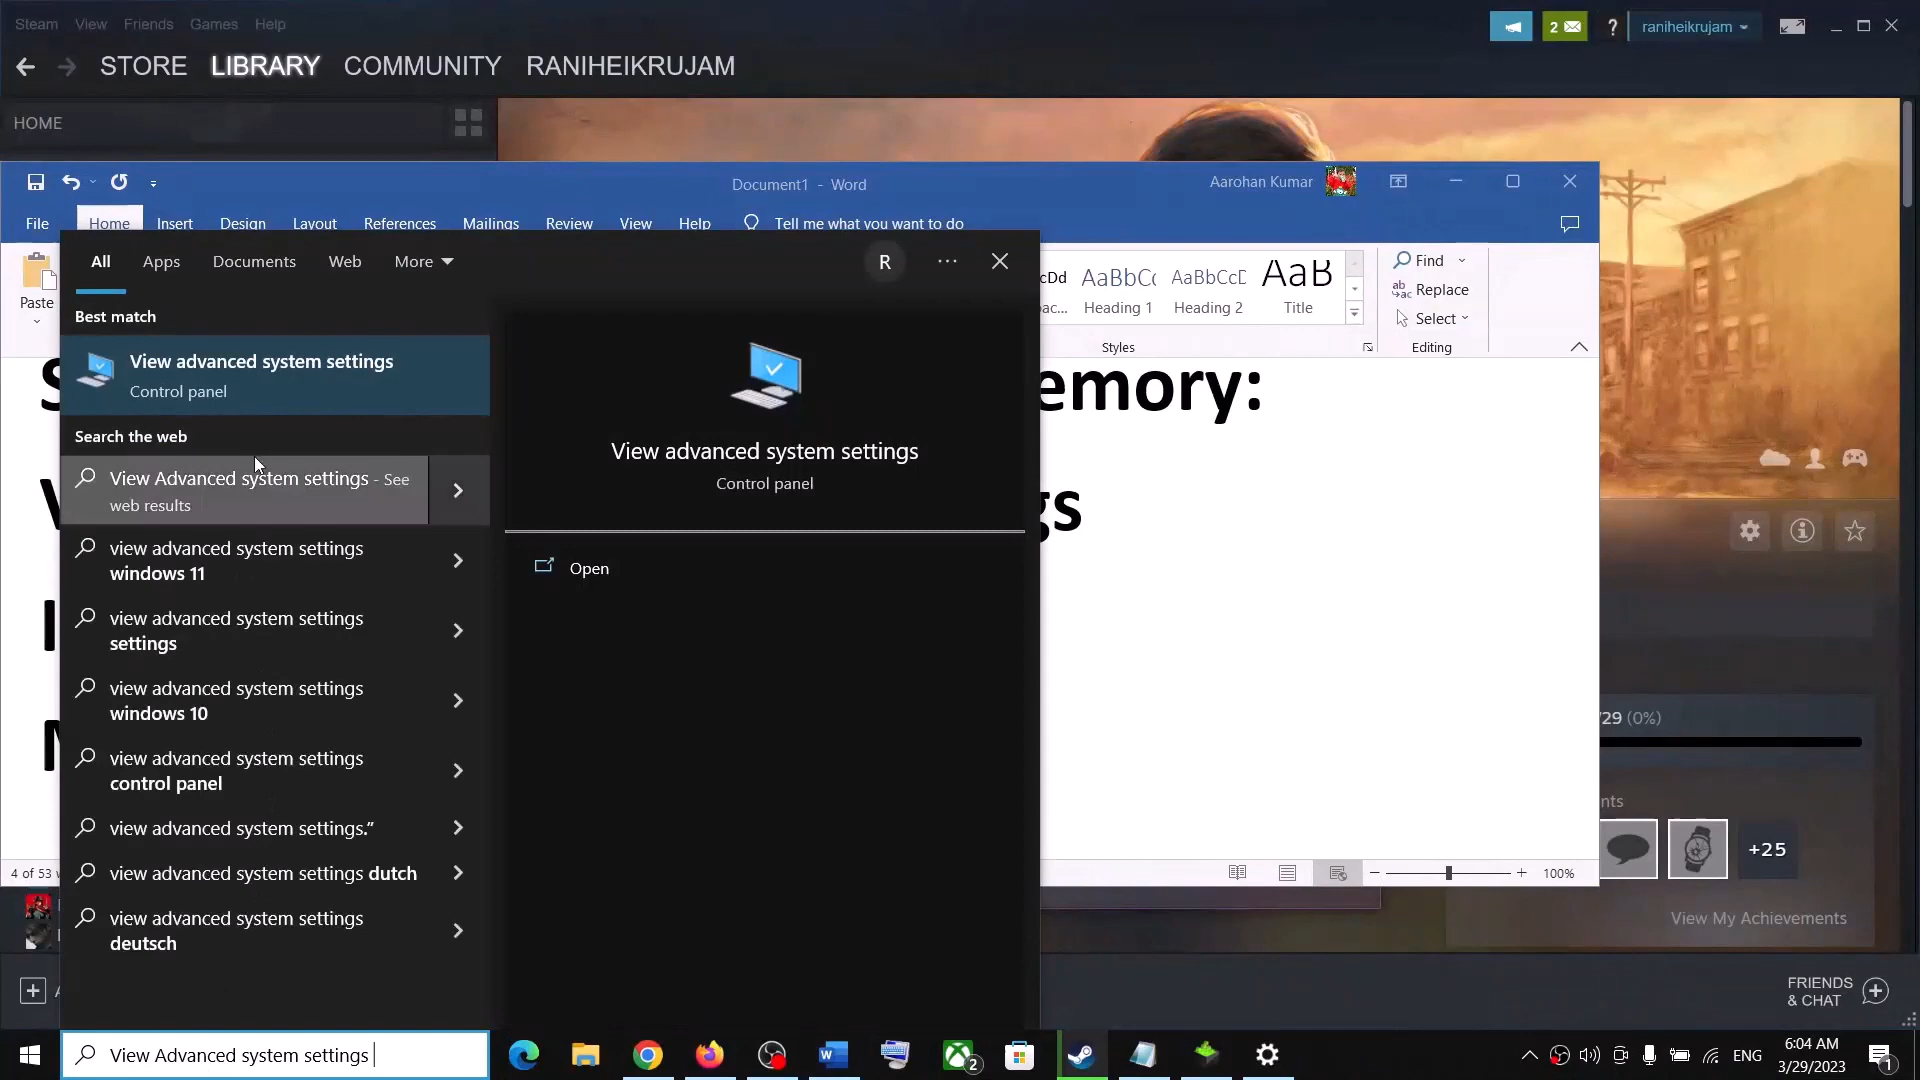 Steam View Friends Games Help
2 ? raniheikrujam
STORE LIBRARY COMMUNITY RANIHEIKRUJAM
HOME
Document1 - Word
Aarohan Kumar
File Home Insert Design Layout References Mailings Review View Help Tell me what you want to do
All Apps Documents Web More R
Paste
Best match
View advanced system settings
Control panel
Search the web
View Advanced system settings - See
web results
view advanced system settings
windows 11
view advanced system settings
settings
view advanced system settings
windows 10
view advanced system settings
control panel
view advanced system settings.”
view advanced system settings dutch
view advanced system settings
deutsch
View advanced system settings
Control panel
Open
AaBbCc AaBbCcD AaB
Heading 1 Heading 2 Title
Styles
Find
Replace
Select
Editing
emory:
gs
4 of 53
100%
/29 (0%)
nts
+25
View My Achievements
FRIENDS
& CHAT
View Advanced system settings
2
ENG
6:04 AM
3/29/2023
1